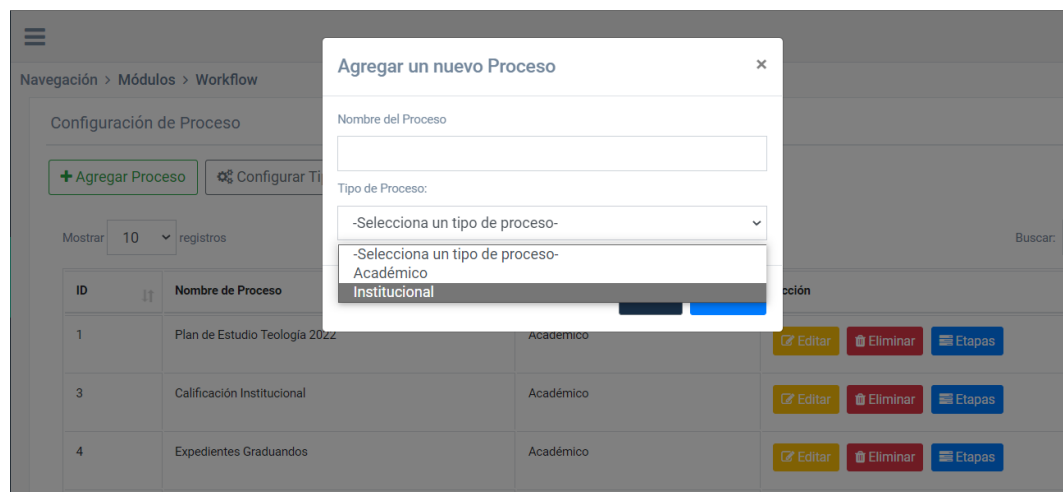 Navegación > Módulos > Workflow
Configuración de Proceso
Agregar Proceso
Configurar Ti
Mostrar 10 registros
Buscar:
Agregar un nuevo Proceso ×
Nombre del Proceso
Tipo de Proceso:
-Selecciona un tipo de proceso-
-Selecciona un tipo de proceso-
Académico
Institucional
ID Nombre de Proceso cción
1 Plan de Estudio Teología 2022 Académico Editar Eliminar Etapas
3 Calificación Institucional Académico Editar Eliminar Etapas
4 Expedientes Graduandos Académico Editar Eliminar Etapas